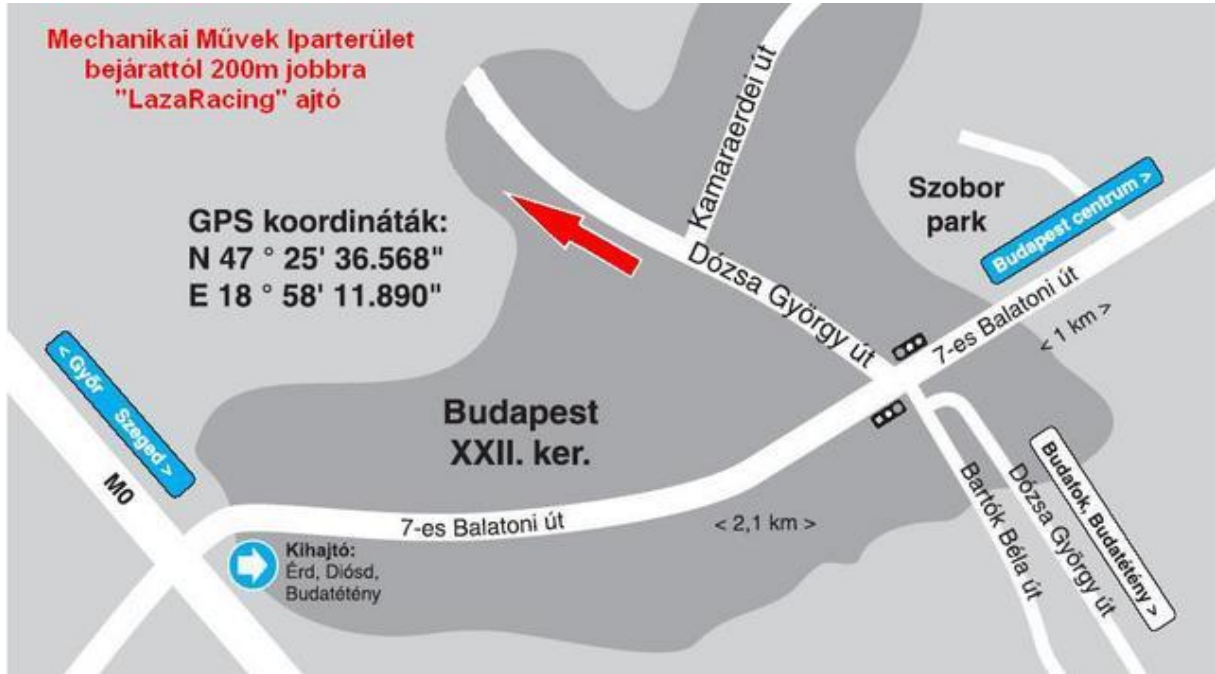 Mechanikai Művek Iparterület
bejárattól 200m jobbra
"LazaRacing" ajtó
Kamaraerdei út
Szobor
park
Budapest centrum >
GPS koordináták:
N 47 ° 25' 36.568"
E 18 ° 58' 11.890"
Dózsa György út
7-es Balatoni út
< 1 km >
< Győr Szeged >
M0
Budapest
XXII. ker.
7-es Balatoni út
< 2,1 km >
Kihajtó:
Érd, Diósd,
Budatétény
Bartók Béla út
Dózsa György út
Budafok, Budatétény >